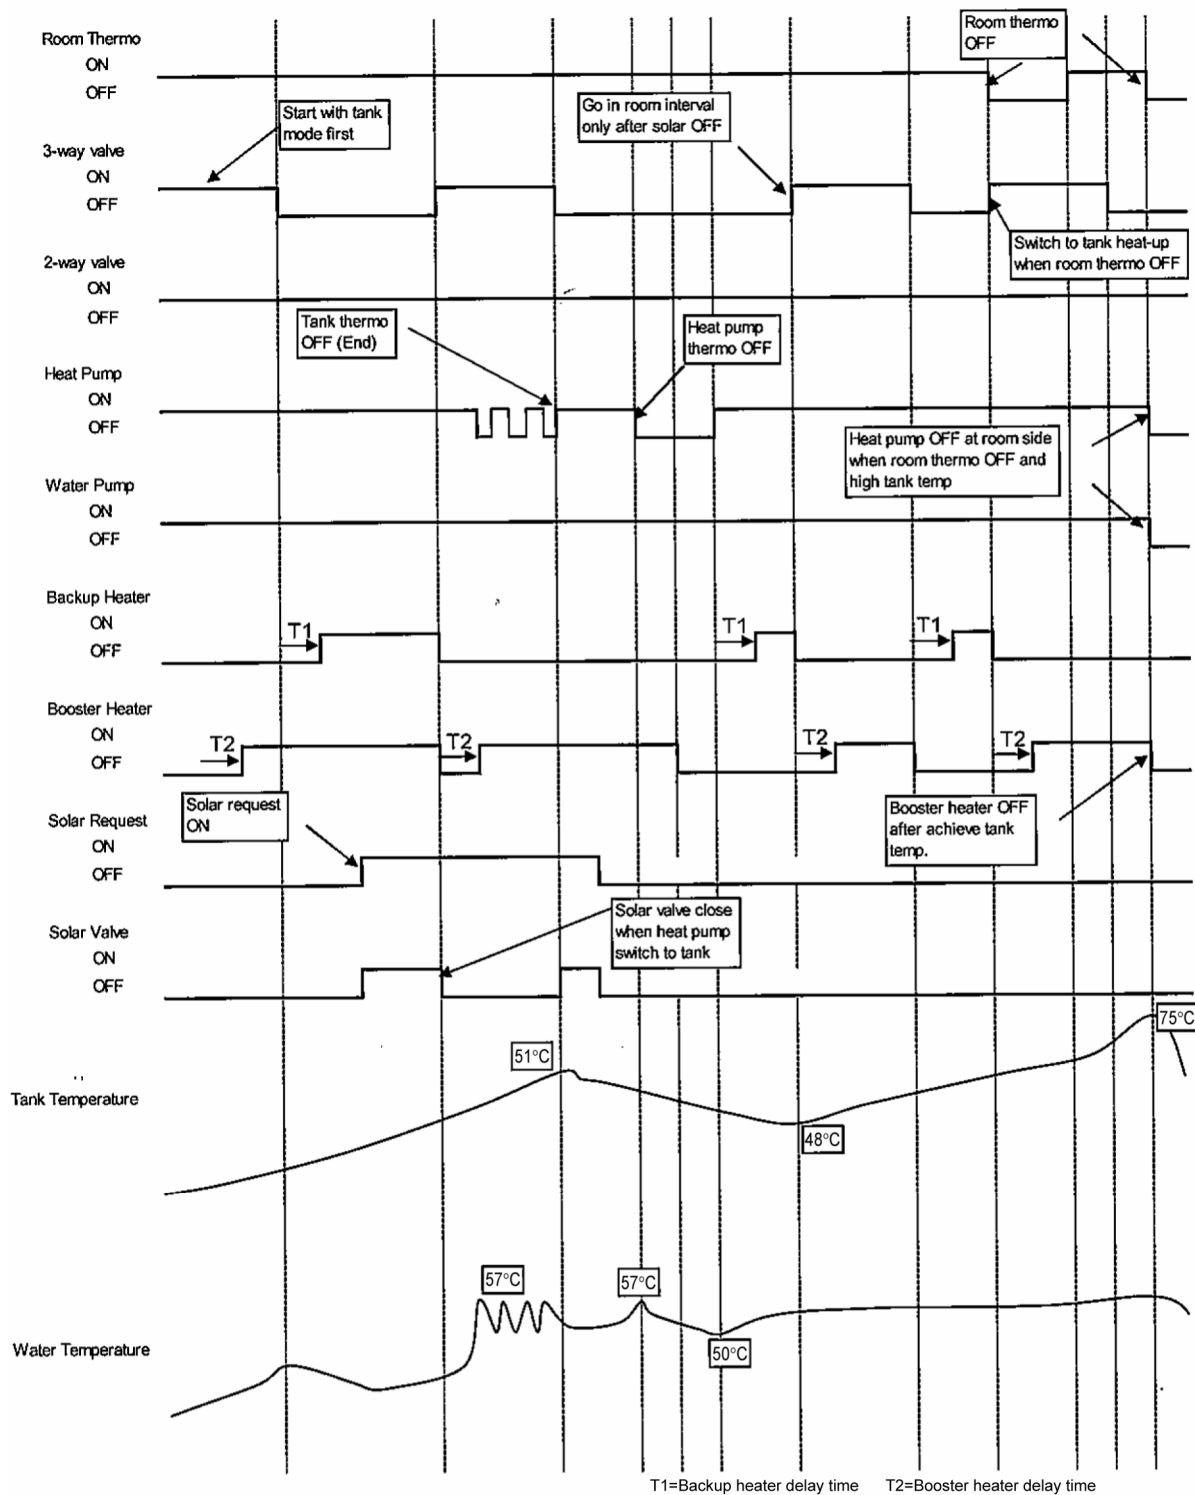 Room Thermo
ON
OFF
Room thermo
OFF
Start with tank
mode first
Go in room interval
only after solar OFF
3-way valve
ON
OFF
Switch to tank heat-up
when room thermo OFF
2-way valve
ON
OFF
Tank thermo
OFF (End)
Heat pump
thermo OFF
Heat Pump
ON
OFF
Heat pump OFF at room side
when room thermo OFF and
high tank temp
Water Pump
ON
OFF
Backup Heater
ON
OFF
T1
T1
T1
Booster Heater
ON
OFF
T2
T2
T2
T2
Solar request
ON
Booster heater OFF
after achieve tank
temp.
Solar Request
ON
OFF
Solar valve close
when heat pump
switch to tank
Solar Valve
ON
OFF
75°C
51°C
Tank Temperature
48°C
57°C
57°C
Water Temperature
50°C
T1=Backup heater delay time T2=Booster heater delay time